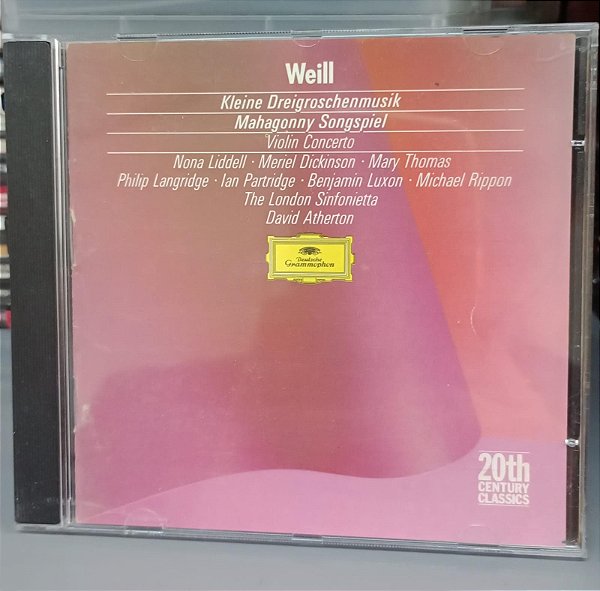 Weill
Kleine Dreigroschenmusik
Mahagonny Songspiel
Violin Concerto
Nona Liddell · Meriel Dickinson · Mary Thomas
Philip Langridge · Ian Partridge · Benjamin Luxon · Michael Rippon
The London Sinfonietta
David Atherton
Deutsche
Grammophon
20th
CENTURY
CLASSICS